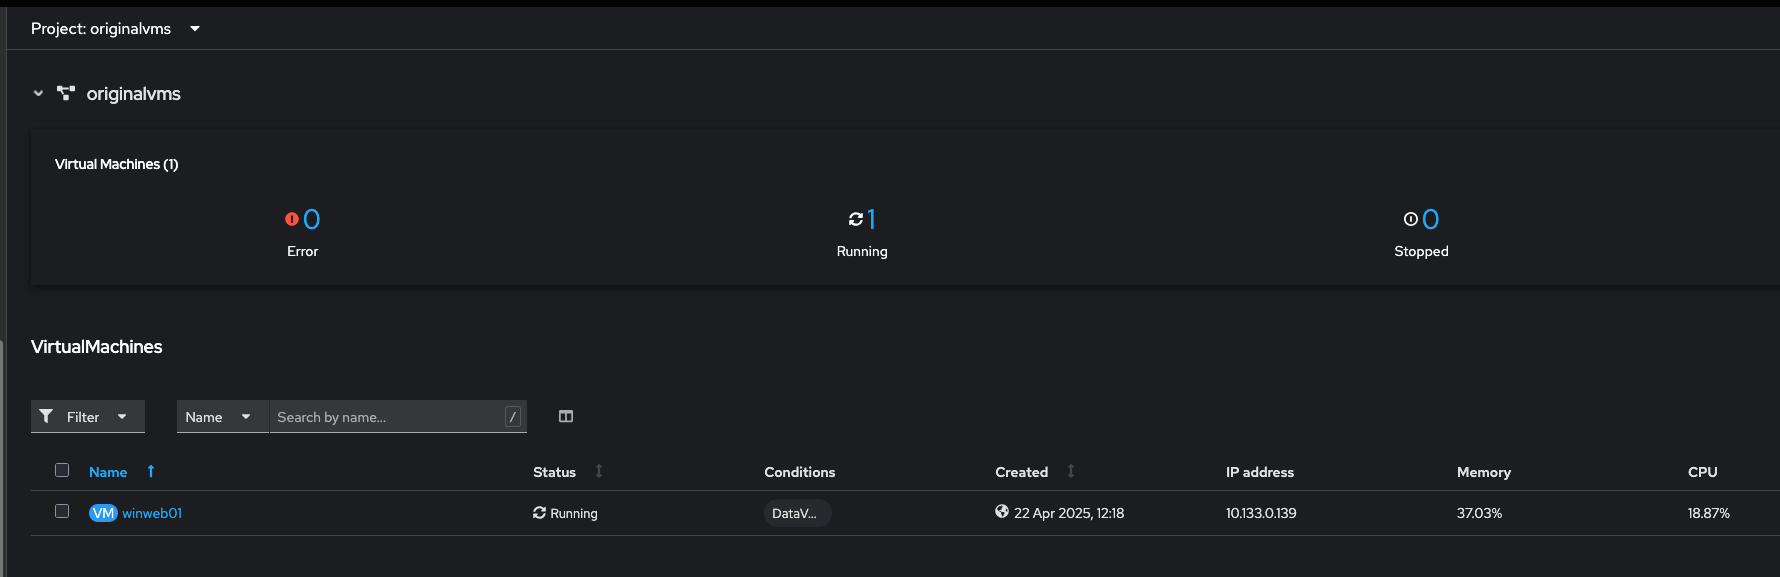 Project: originalvms
originalvms
Virtual Machines (1)
0 1 0
Error Running Stopped
VirtualMachines
Filter Name Search by name... /
Name Status Conditions Created IP address Memory CPU
VM winweb01 Running DataV... 22 Apr 2025, 12:18 10.133.0.139 37.03% 18.87%